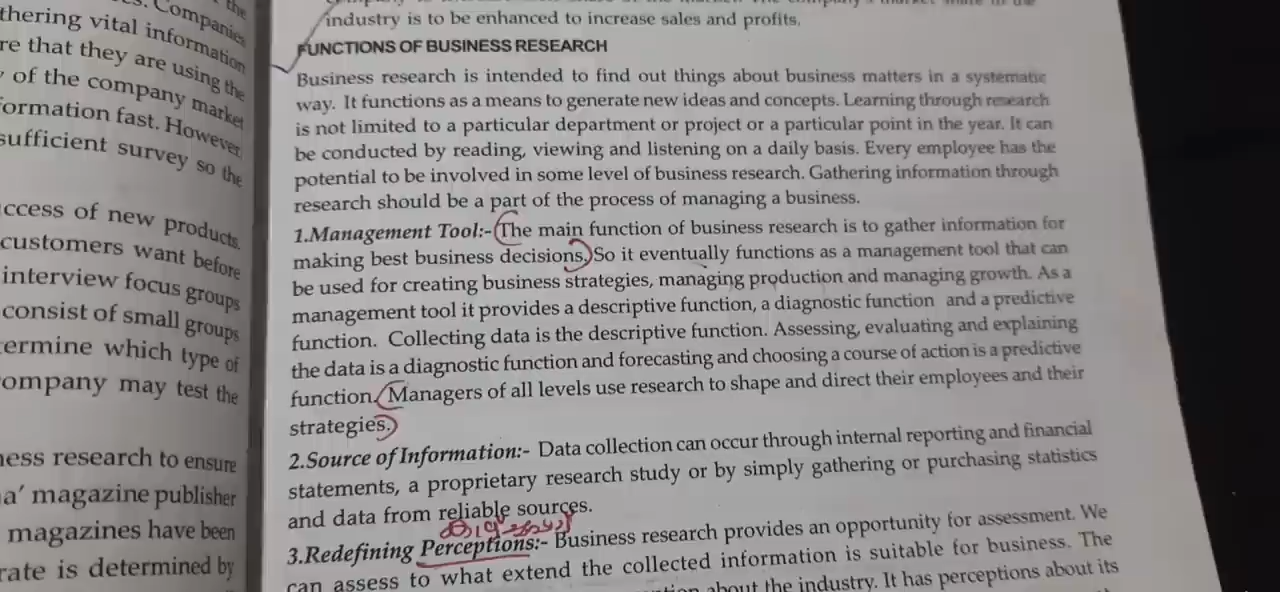 the
Companies
thering vital information
re that they are using the
of the company market
ormation fast. However,
sufficient survey so the
ccess of new products.
customers want before
interview focus groups
consist of small groups
ermine which type of
ompany may test the
ness research to ensure
a' magazine publisher
magazines have been
rate is determined by
industry is to be enhanced to increase sales and profits.
FUNCTIONS OF BUSINESS RESEARCH
Business research is intended to find out things about business matters in a systematic
way. It functions as a means to generate new ideas and concepts. Learning through research
is not limited to a particular department or project or a particular point in the year. It can
be conducted by reading, viewing and listening on a daily basis. Every employee has the
potential to be involved in some level of business research. Gathering information through
research should be a part of the process of managing a business.
1.Management Tool:- The main function of business research is to gather information for
making best business decisions. So it eventually functions as a management tool that can
be used for creating business strategies, managing production and managing growth. As a
management tool it provides a descriptive function, a diagnostic function and a predictive
function. Collecting data is the descriptive function. Assessing, evaluating and explaining
the data is a diagnostic function and forecasting and choosing a course of action is a predictive
function. Managers of all levels use research to shape and direct their employees and their
strategies.
2.Source of Information:- Data collection can occur through internal reporting and financial
statements, a proprietary research study or by simply gathering or purchasing statistics
and data from reliable sources.
3.Redefining Perceptions:- Business research provides an opportunity for assessment. We
can assess to what extend the collected information is suitable for business. The
about the industry. It has perceptions about its